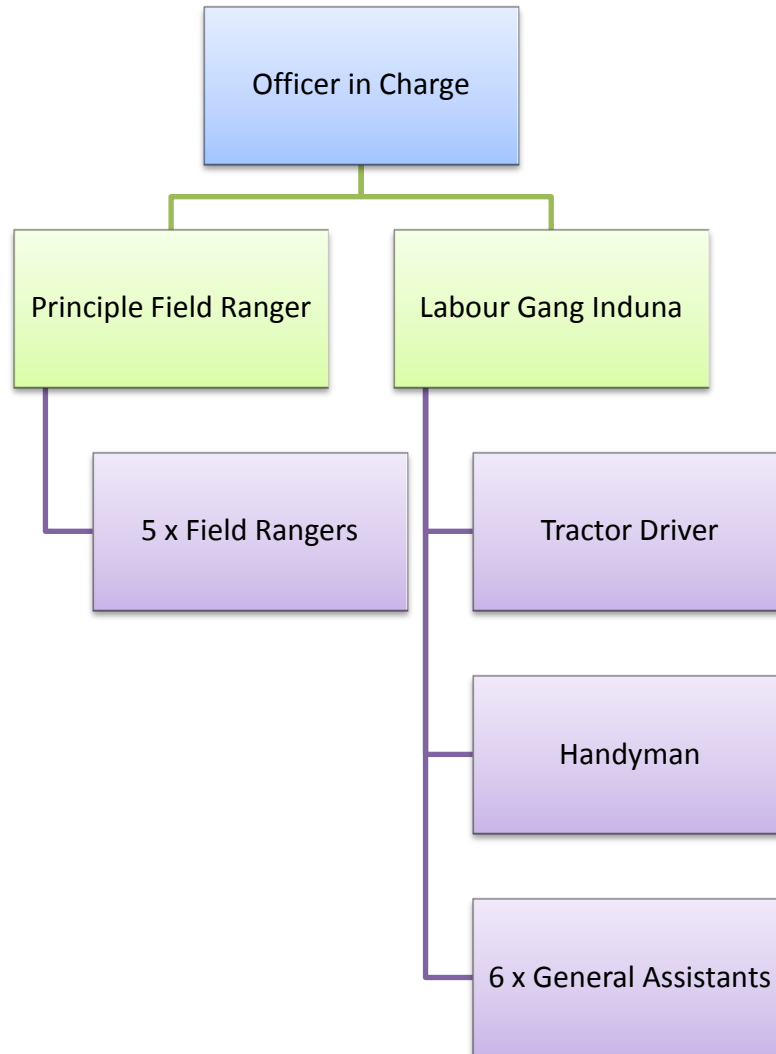 Officer in Charge
Principle Field Ranger
Labour Gang Induna
5 x Field Rangers
Tractor Driver
Handyman
6 x General Assistants